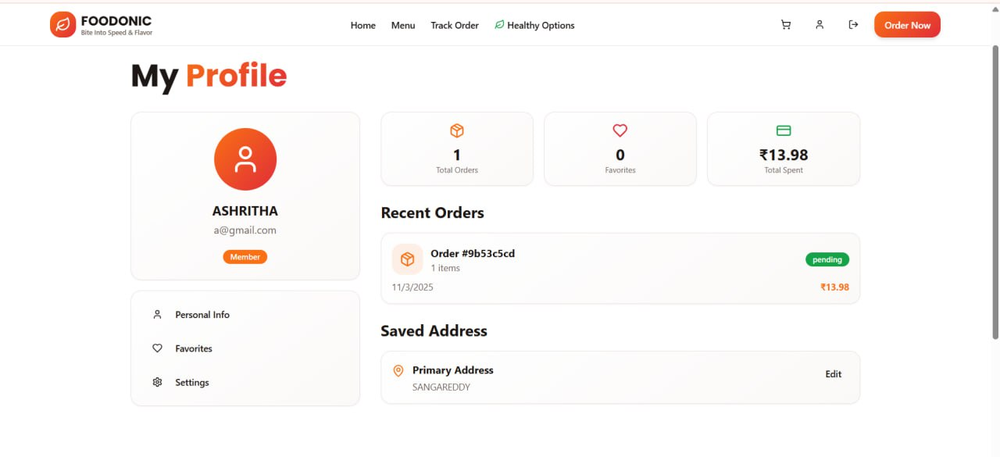 FOODONIC
Bite Into Speed & Flavor
Home Menu Track Order Healthy Options
Order Now
My Profile
ASHRITHA
a@gmail.com
Member
Personal Info
Favorites
Settings
1
Total Orders
0
Favorites
₹13.98
Total Spent
Recent Orders
Order #9b53c5cd
1 items
pending
11/3/2025
₹13.98
Saved Address
Primary Address
SANGAREDDY
Edit